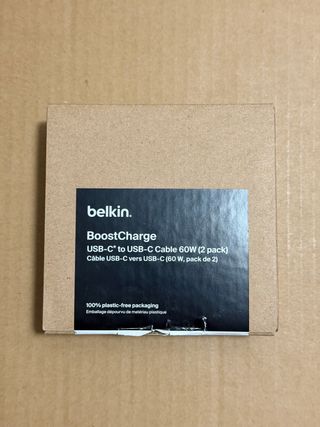 belkin.
BoostCharge
USB-C® to USB-C Cable 60W (2 pack)
Câble USB-C vers USB-C (60 W, pack de 2)
100% plastic-free packaging
Emballage dépourvu de matériau plastique